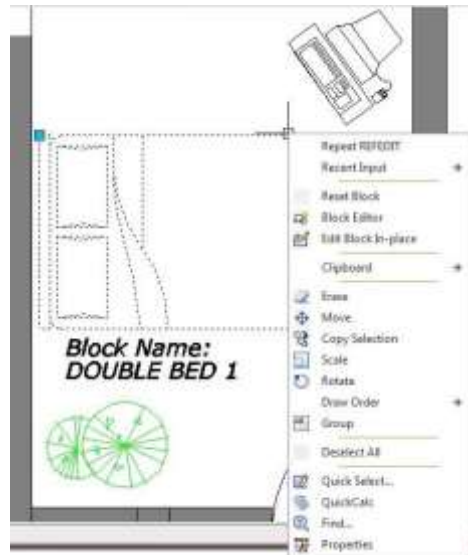 Repeat REFEDIT
Recent Input
Reset Block
Block Editor
Edit Block In-place
Clipboard
Erase
Move
Copy Selection
Scale
Rotate
Draw Order
Group
Deselect All
Quick Select...
QuickCalc
Find...
Properties
Block Name:
DOUBLE BED 1